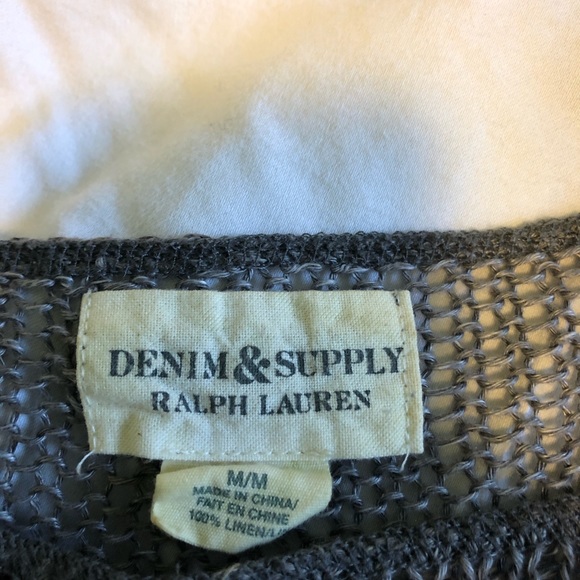 DENIM&SUPPLY
RALPH LAUREN
M/M
MADE IN CHINA/
FAIT EN CHINE
100% LINEN/